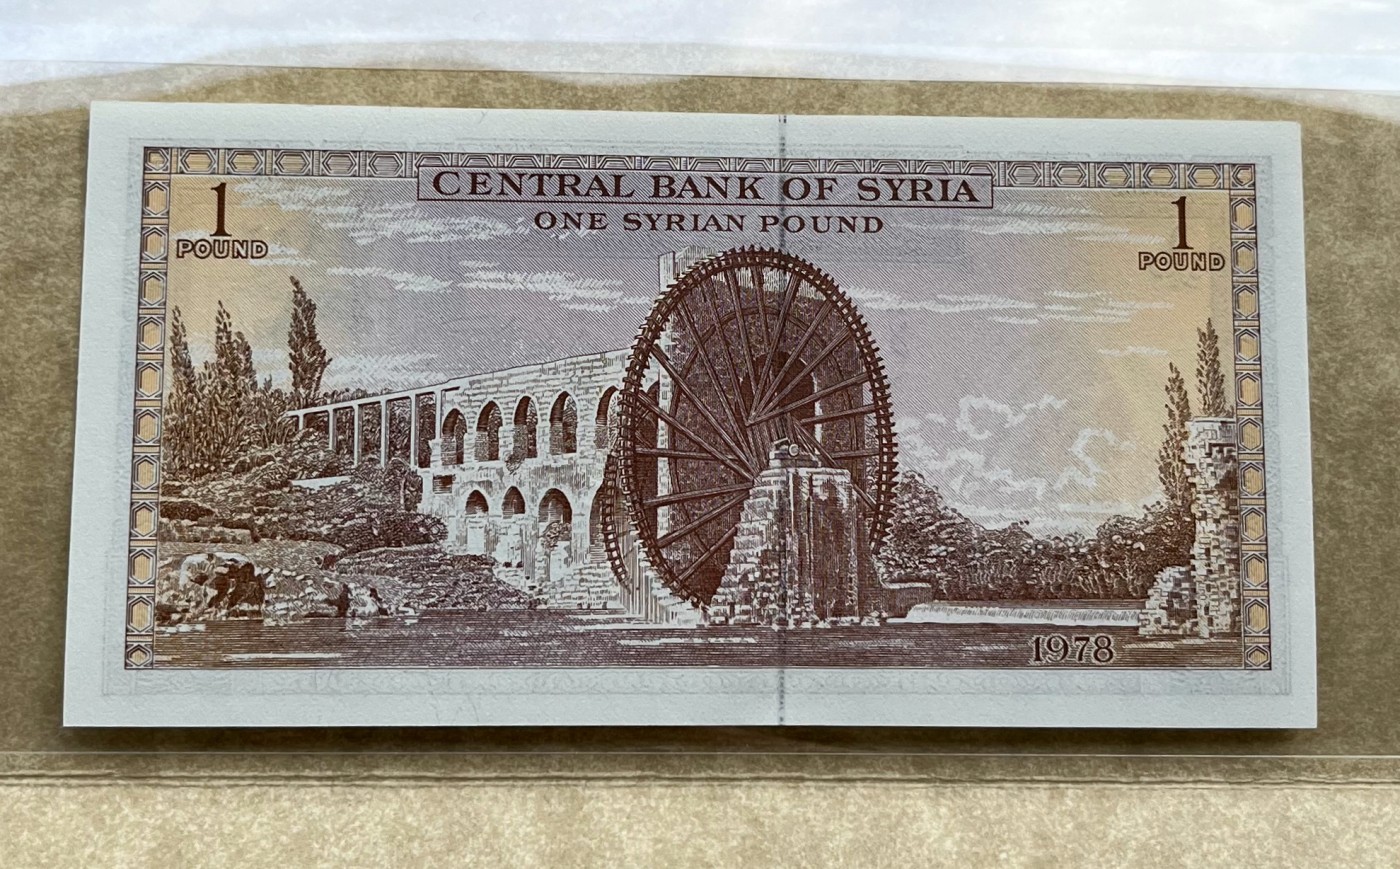 CENTRAL BANK OF SYRIA
ONE SYRIAN POUND
1
POUND
1
POUND
1978